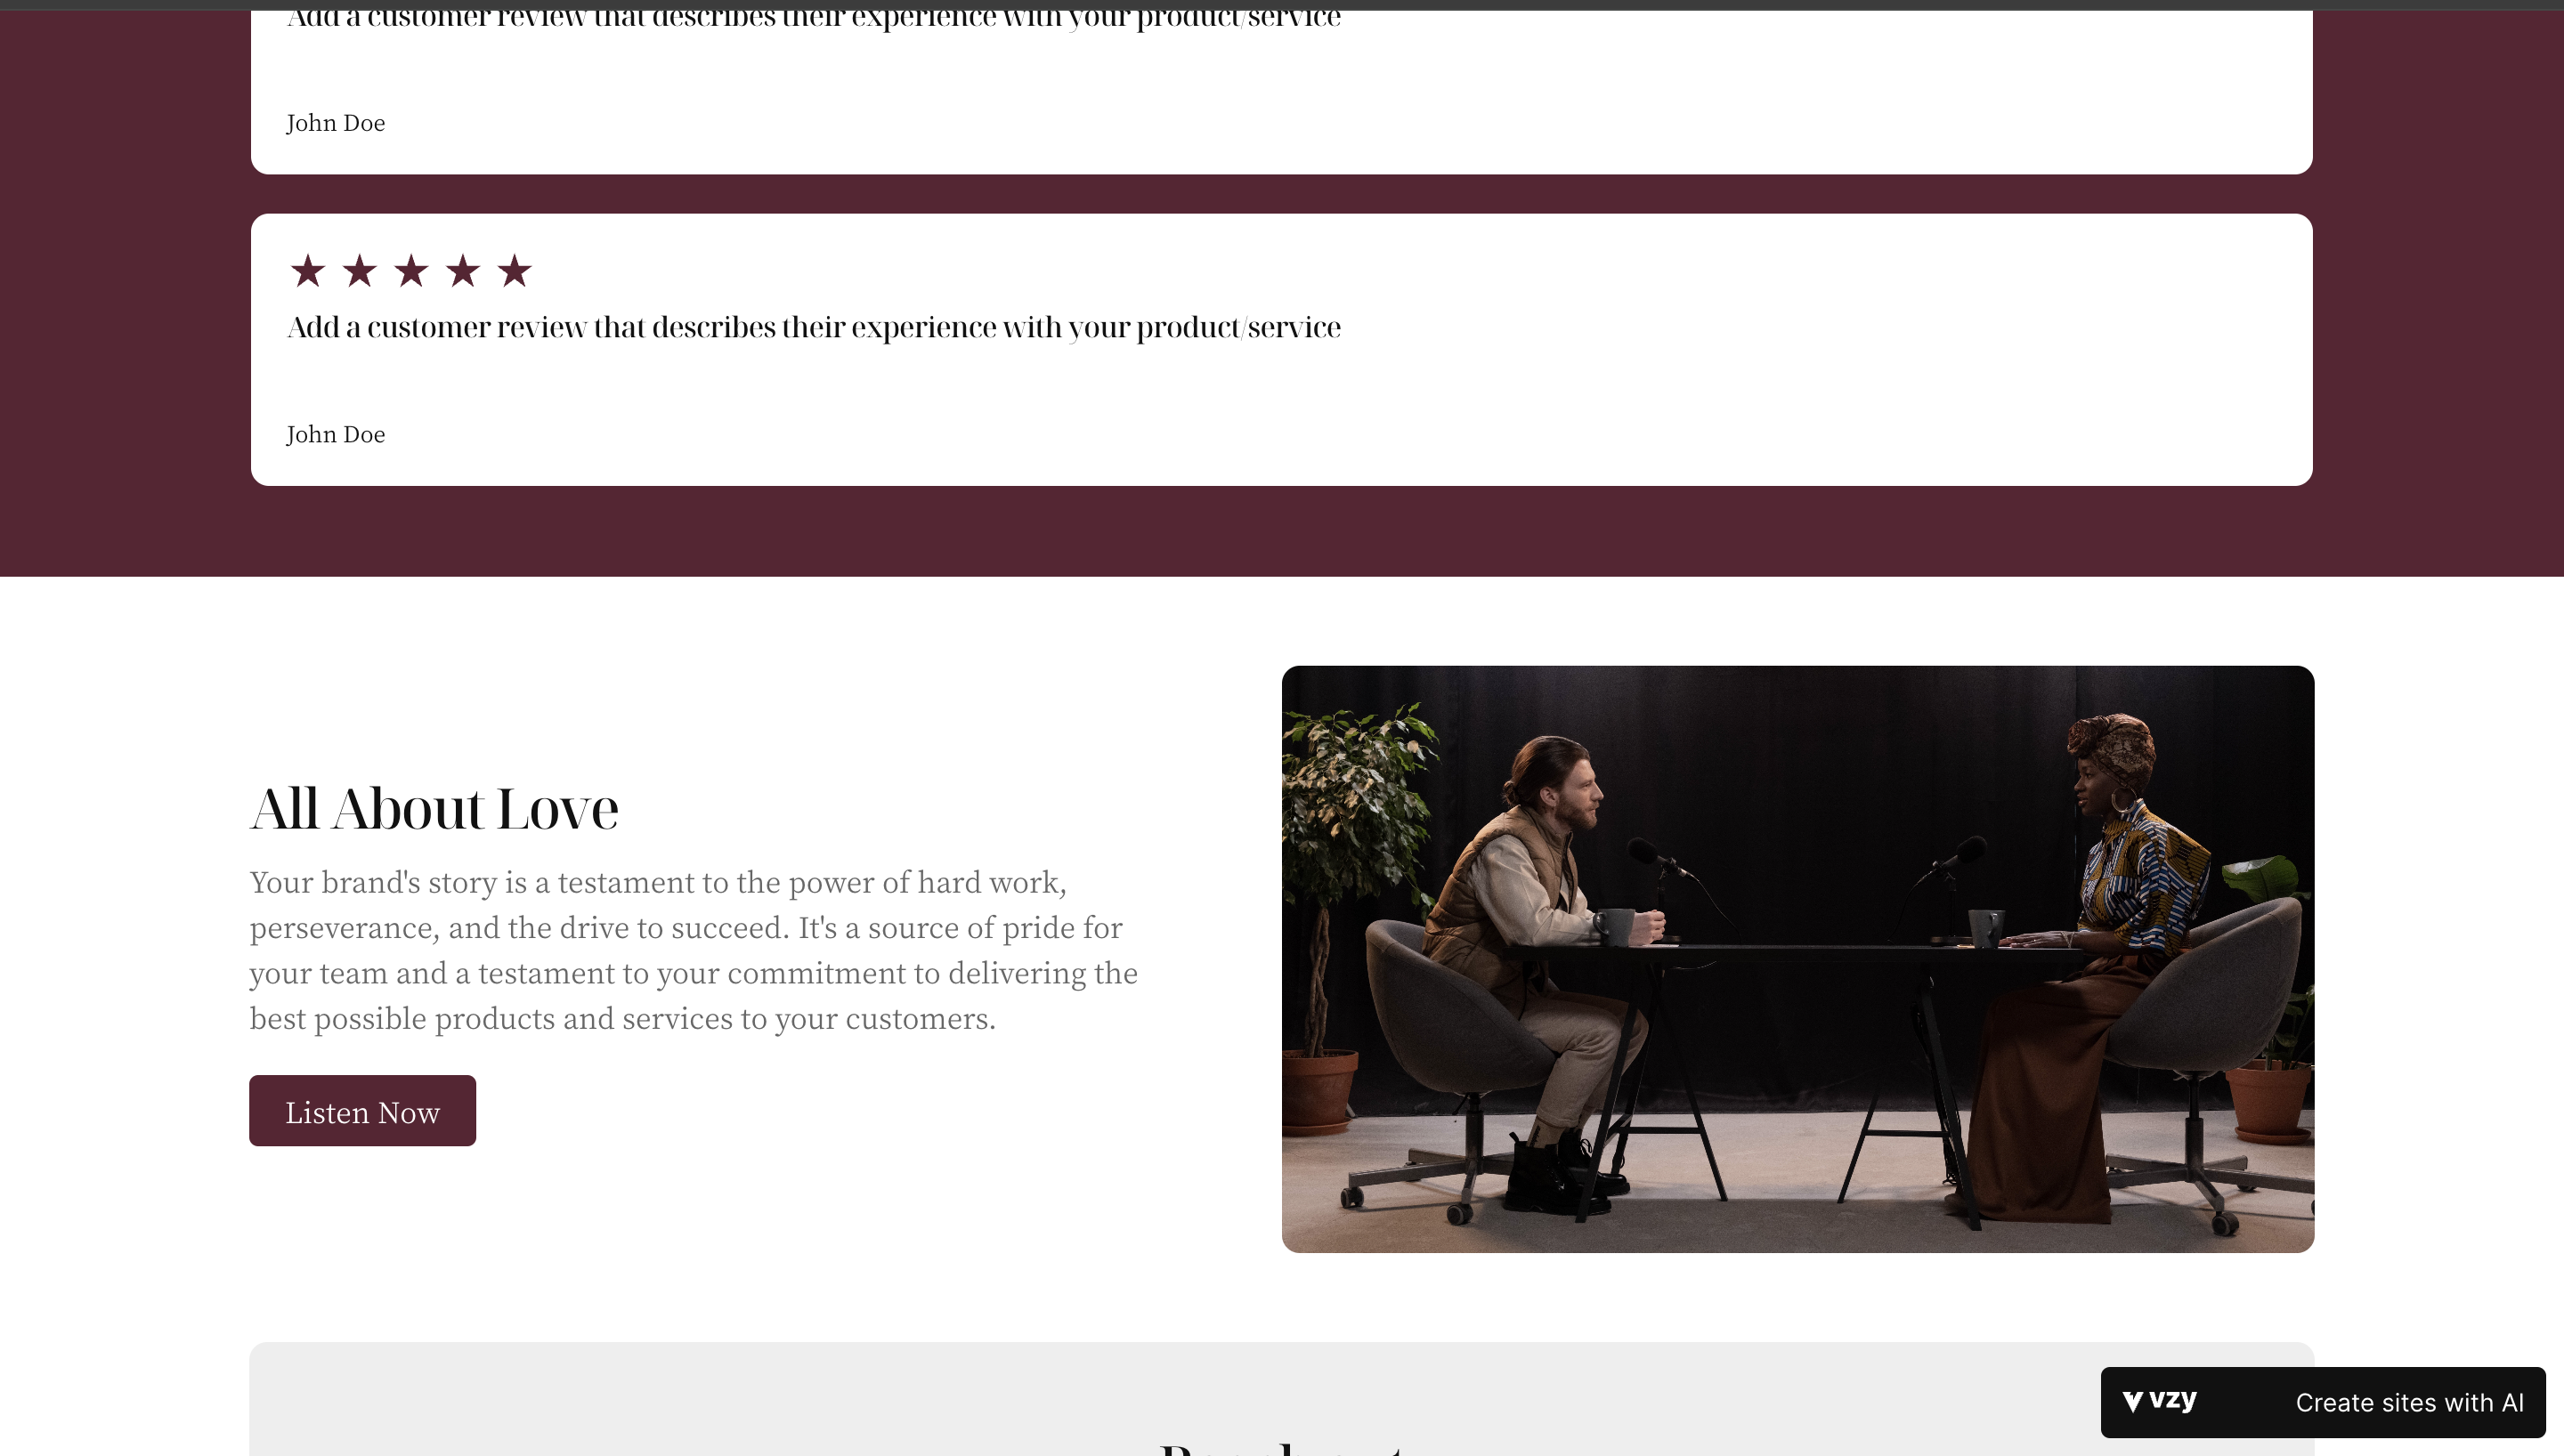 Add a customer review that describes their experience with your product/service
John Doe
Add a customer review that describes their experience with your product/service
John Doe
All About Love
Your brand's story is a testament to the power of hard work,
perseverance, and the drive to succeed. It's a source of pride for
your team and a testament to your commitment to delivering the
best possible products and services to your customers.
Listen Now
vzy Create sites with AI